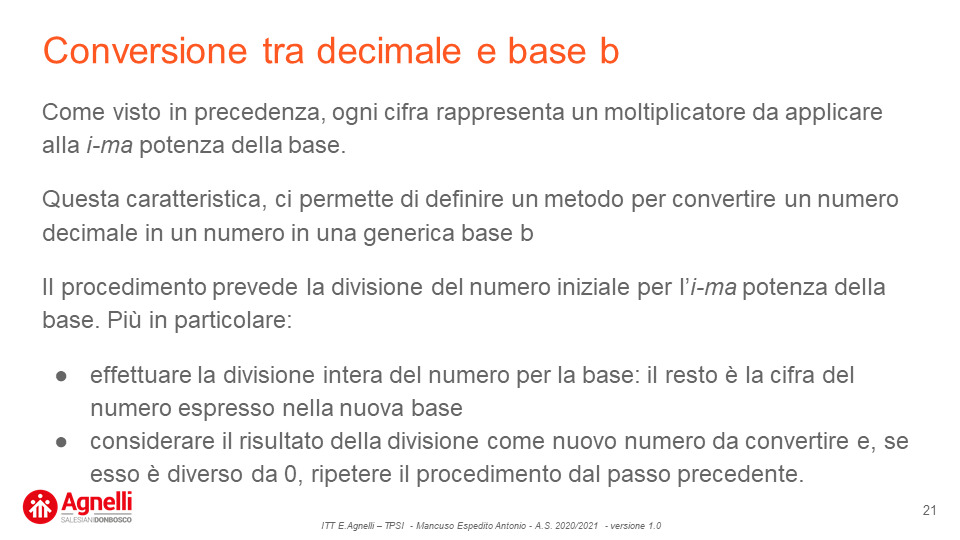 Conversione tra decimale e base b
Come visto in precedenza, ogni cifra rappresenta un moltiplicatore da applicare
alla i-ma potenza della base.
Questa caratteristica, ci permette di definire un metodo per convertire un numero
decimale in un numero in una generica base b
Il procedimento prevede la divisione del numero iniziale per l’i-ma potenza della
base. Più in particolare:
● effettuare la divisione intera del numero per la base: il resto è la cifra del
numero espresso nella nuova base
● considerare il risultato della divisione come nuovo numero da convertire e, se
esso è diverso da 0, ripetere il procedimento dal passo precedente.
Agnelli
SALESIANIDONBOSCO
ITT E.Agnelli – TPSI - Mancuso Espedito Antonio - A.S. 2020/2021 - versione 1.0
21